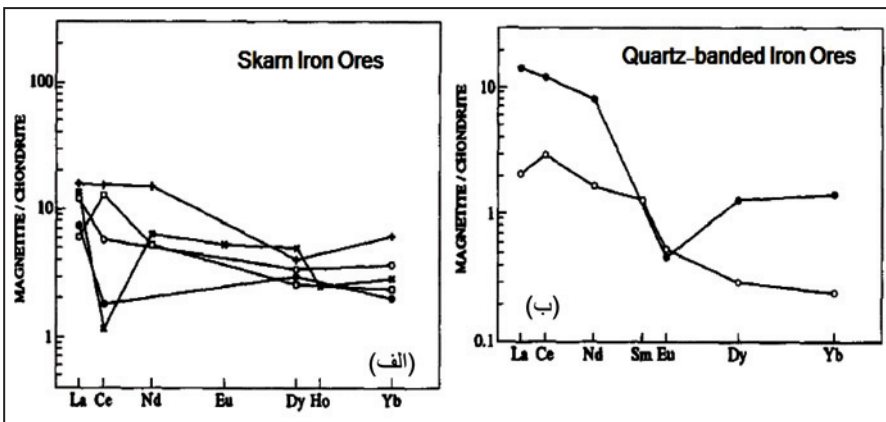 Skarn Iron Ores
MAGNETITE / CHONDRITE
100
10
1
La Ce Nd Eu Dy Ho Yb
(الف)
Quartz-banded Iron Ores
MAGNETITE / CHONDRITE
10
1
0.1
La Ce Nd Sm Eu Dy Yb
(ب)